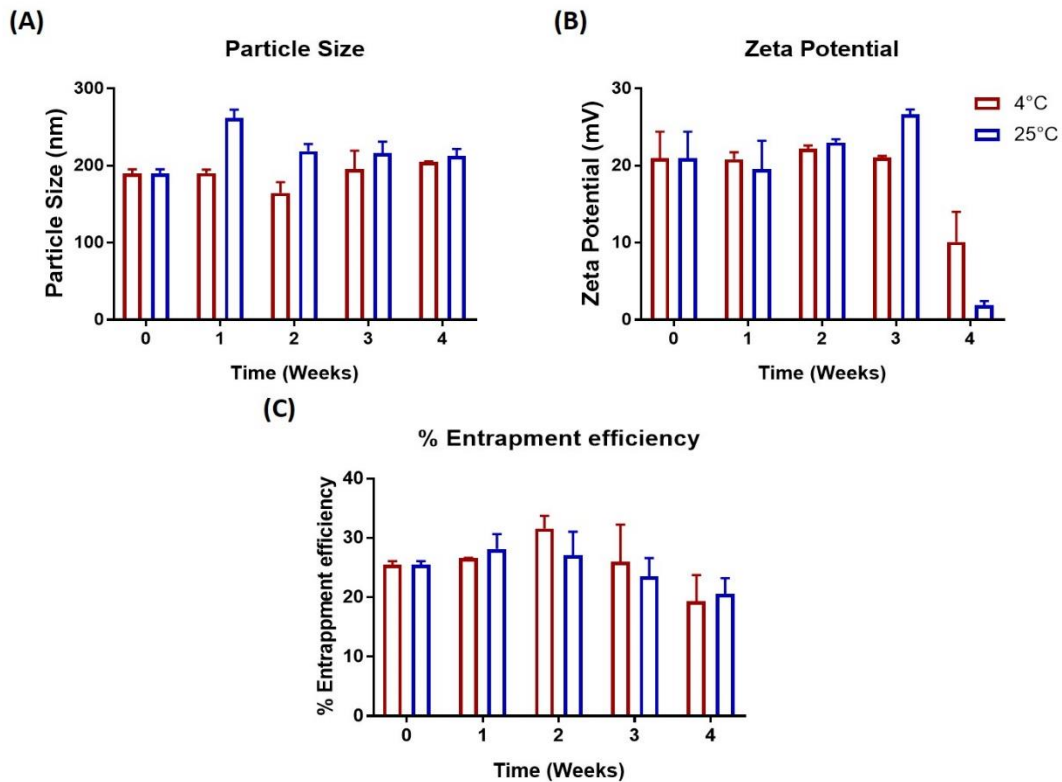 (A)
Particle Size
Particle Size (nm)
300
200
100
0
0 1 2 3 4
Time (Weeks)
(B)
Zeta Potential
Zeta Potential (mV)
30
20
10
0
0 1 2 3 4
Time (Weeks)
4°C
25°C
(C)
% Entrapment efficiency
% Entrappment efficiency
40
30
20
10
0
0 1 2 3 4
Time (Weeks)